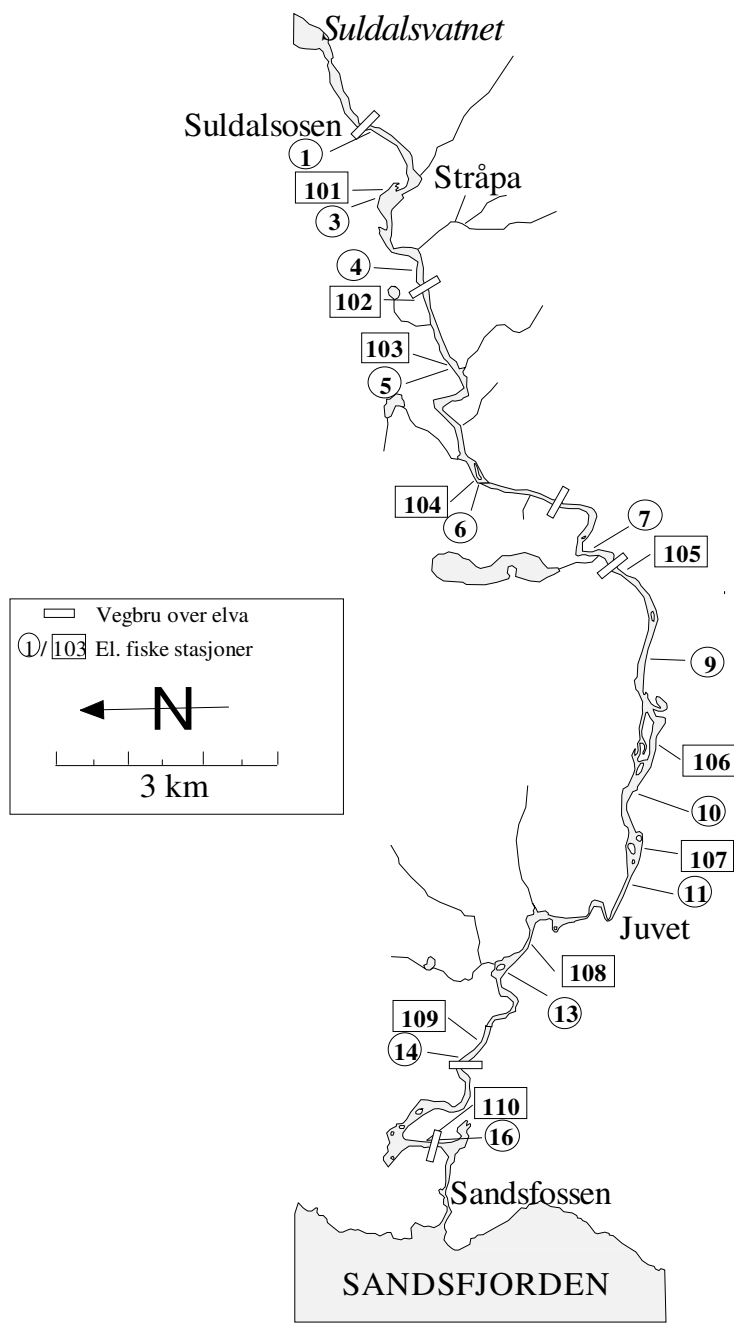 Suldalsvatnet
Suldalsosen
1
101
Stråpa
3
4
102
103
5
104
6
7
105
Vegbru over elva
1/ 103 El. fiske stasjoner
9
N
106
3 km
10
107
11
Juvet
108
13
109
14
110
16
Sandsfossen
SANDSFJORDEN